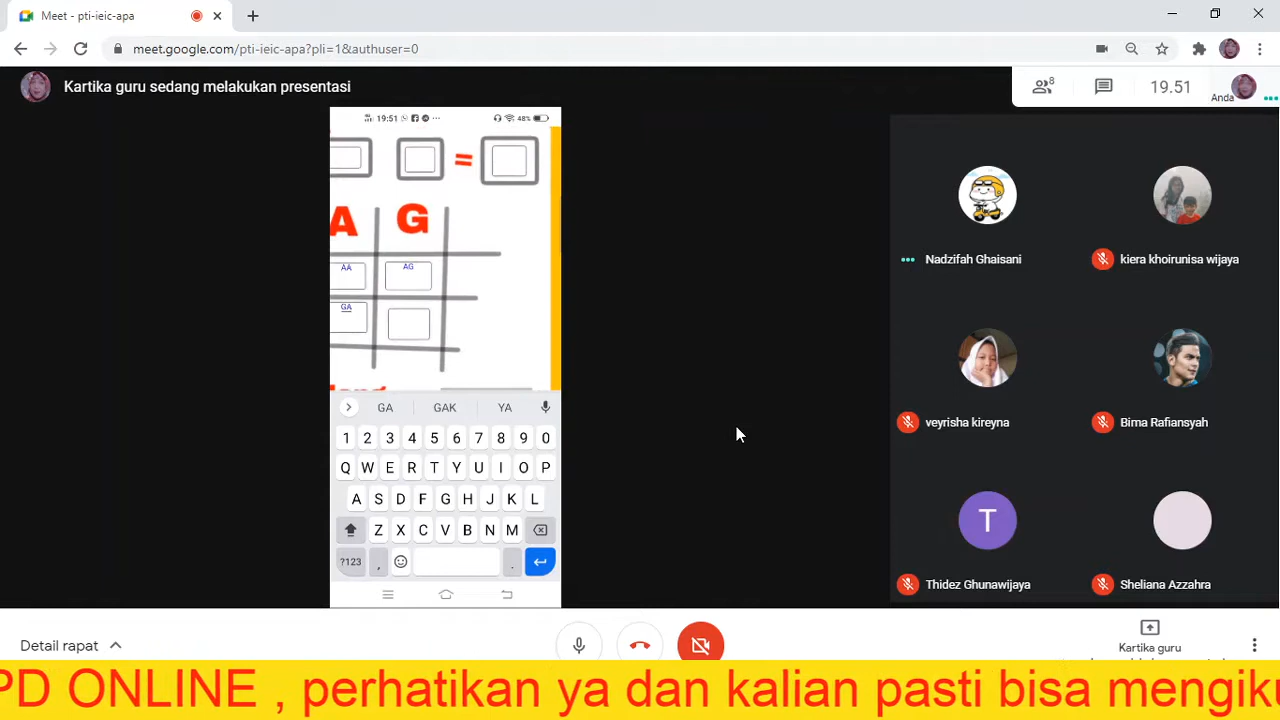 Meet - pti-ieic-apa
meet.google.com/pti-ieic-apa?pli=1&authuser=0
Kartika guru sedang melakukan presentasi
8
19.51
Anda
19:51
48%
=
A G
AA AG
GA
GA GAK YA
1 2 3 4 5 6 7 8 9 0
Q W E R T Y U I O P
A S D F G H J K L
Z X C V B N M
?123 , .
Nadzifah Ghaisani
kiera khoirunisa wijaya
veyrisha kireyna
Bima Rafiansyah
T
Thidez Ghunawijaya
Sheliana Azzahra
Detail rapat
Kartika guru
PD ONLINE , perhatikan ya dan kalian pasti bisa mengiku